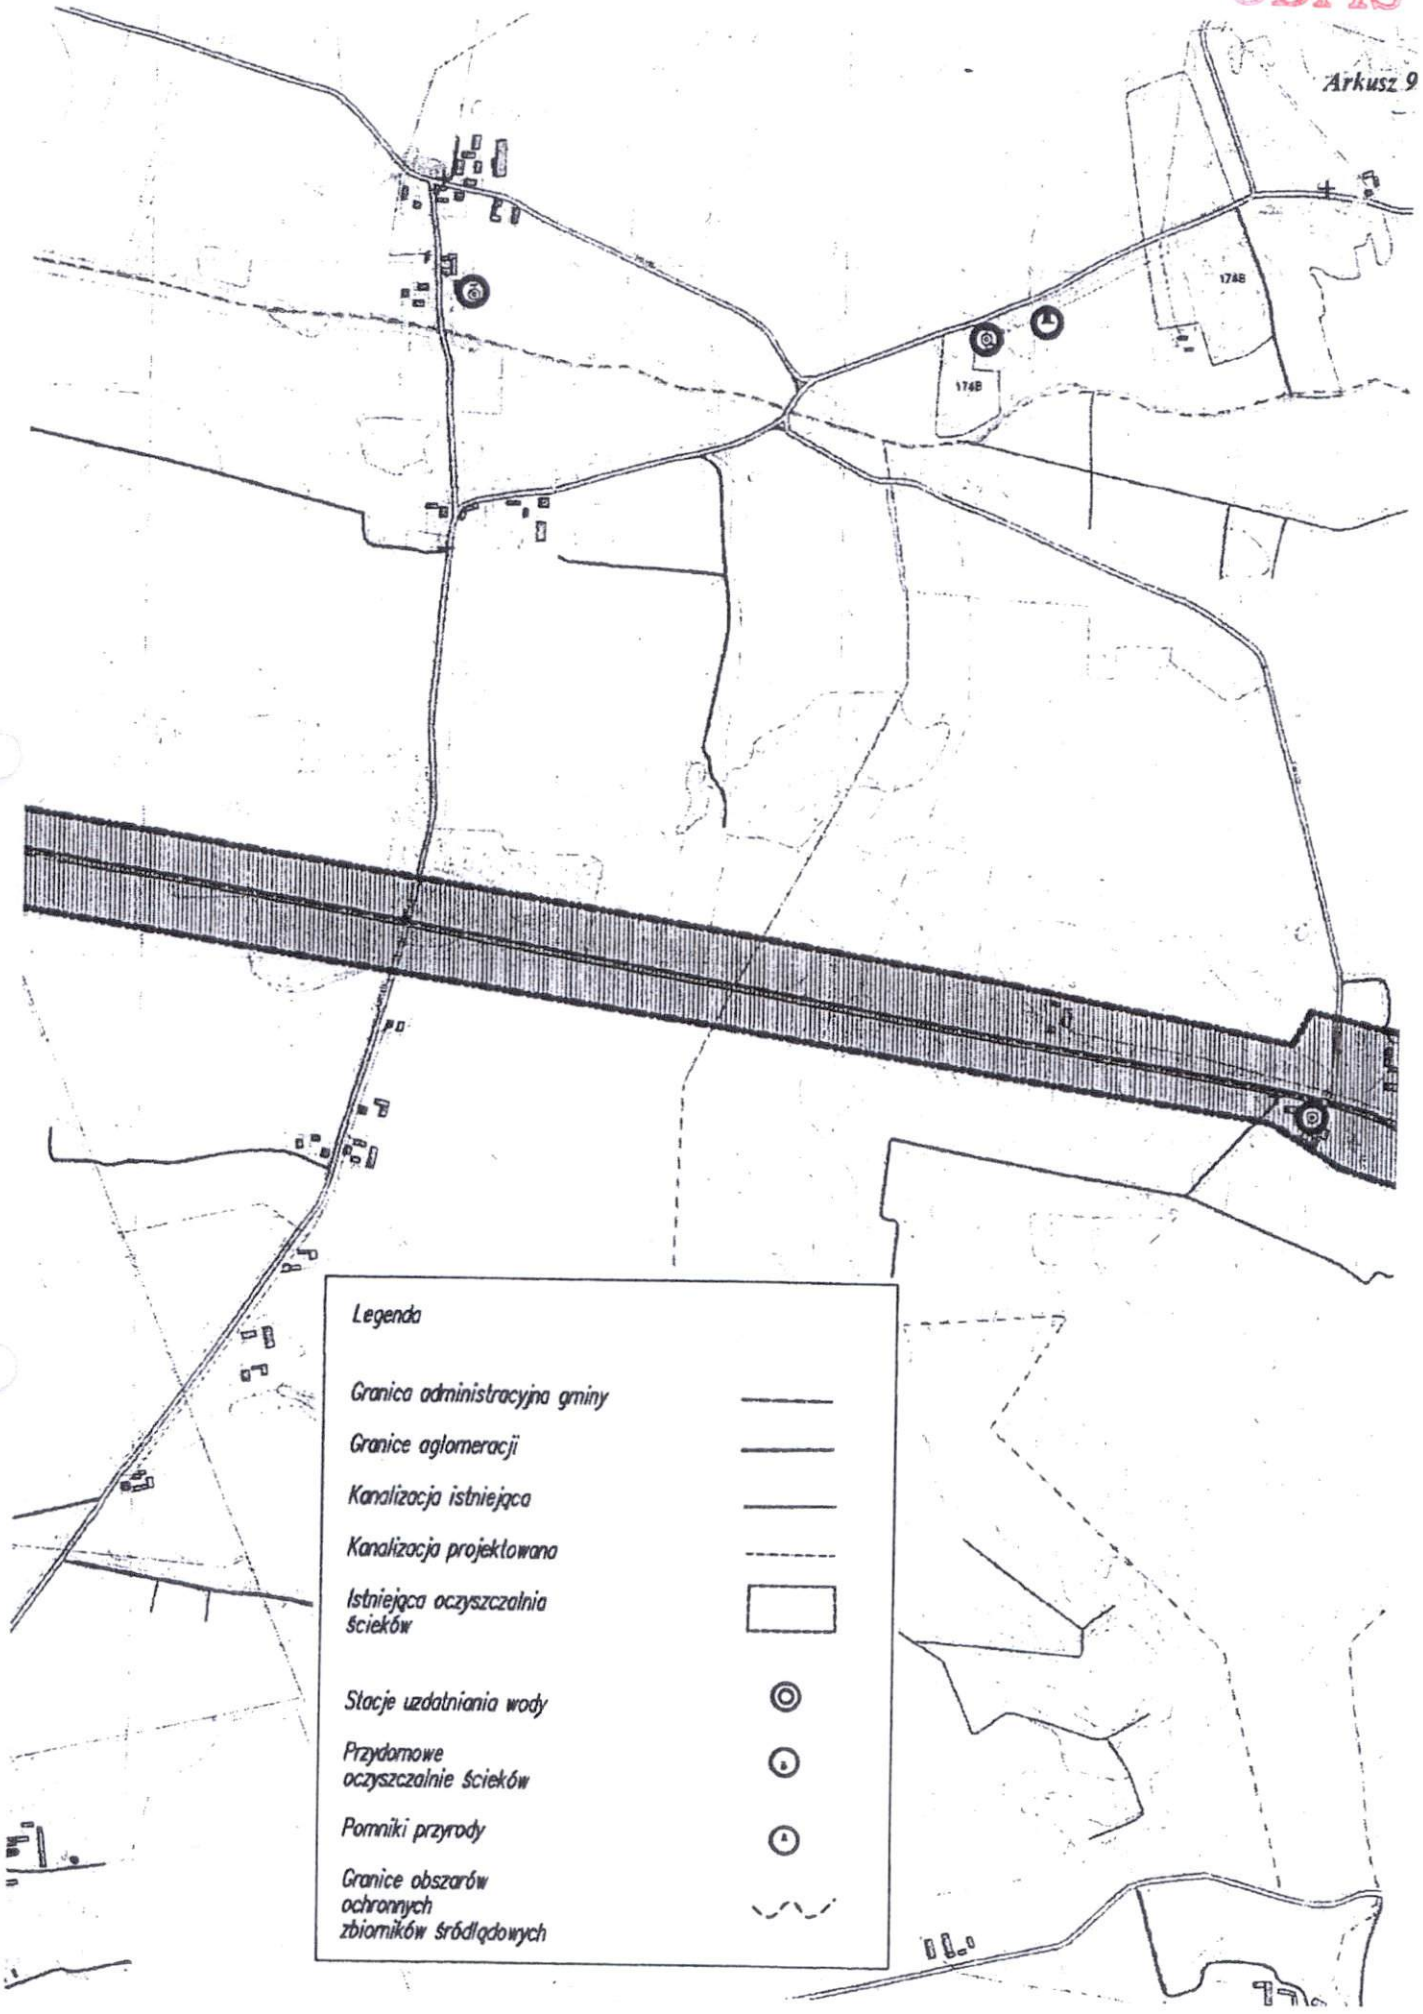 Arkusz 9
174B
174B
Legenda
Granica administracyjna gminy
Granice aglomeracji
Kanalizacja istniejąca
Kanalizacja projektowana
Istniejąca oczyszczalnia
ścieków
Stacje uzdatniania wody
Przydomowe
oczyszczalnie ścieków
Pomniki przyrody
Granice obszarów
ochronnych
zbiorników śródlądowych